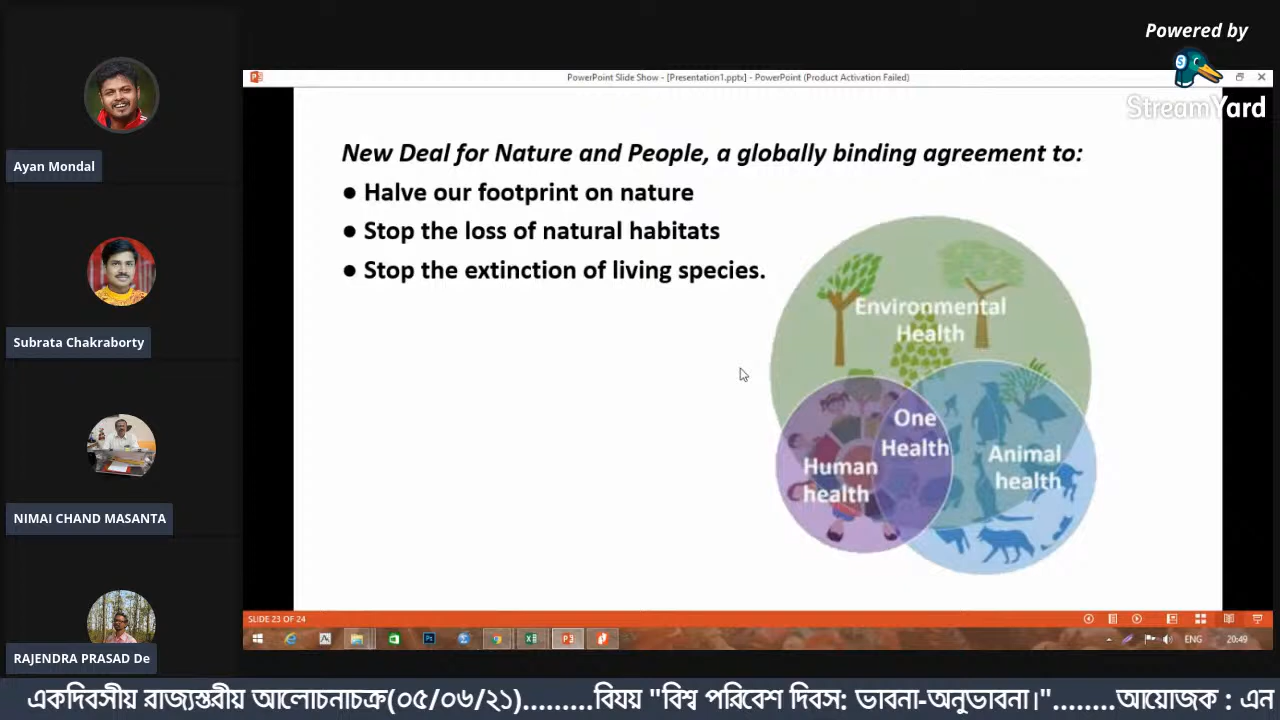 Powered by
StreamYard
PowerPoint Slide Show - [Presentation1.pptx] - PowerPoint (Product Activation Failed)
Ayan Mondal
Subrata Chakraborty
NIMAI CHAND MASANTA
RAJENDRA PRASAD De
New Deal for Nature and People, a globally binding agreement to:
● Halve our footprint on nature
● Stop the loss of natural habitats
● Stop the extinction of living species.
Environmental
Health
One
Health
Human
health
Animal
health
SLIDE 23 OF 24
ENG
20:49
একদিবসীয় রাজ্যস্তরীয় আলোচনাচক্র(০৫/০৬/২১).........বিষয় "বিশ্ব পরিবেশ দিবস: ভাবনা-অনুভাবনা।"........আয়োজক : এন